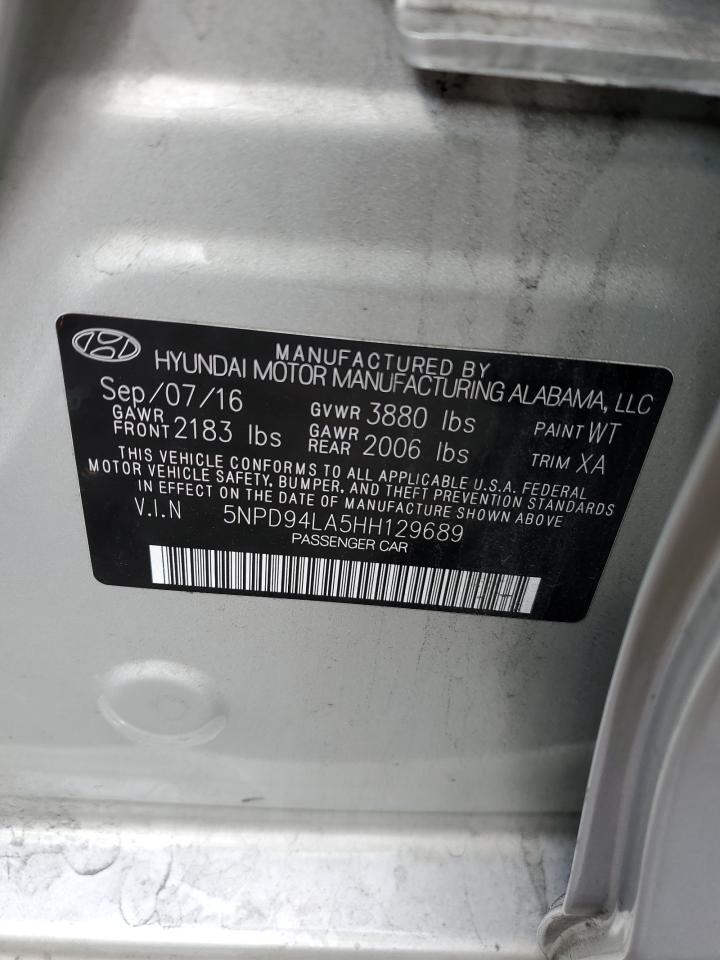 MANUFACTURED BY
HYUNDAI MOTOR MANUFACTURING ALABAMA, LLC
Sep/07/16 GVWR 3880 lbs PAINT WT
GAWR FRONT 2183 lbs GAWR REAR 2006 lbs TRIM XA
THIS VEHICLE CONFORMS TO ALL APPLICABLE U.S.A. FEDERAL
MOTOR VEHICLE SAFETY, BUMPER, AND THEFT PREVENTION STANDARDS
IN EFFECT ON THE DATE OF MANUFACTURE SHOWN ABOVE
V.I.N 5NPD94LA5HH129689
PASSENGER CAR